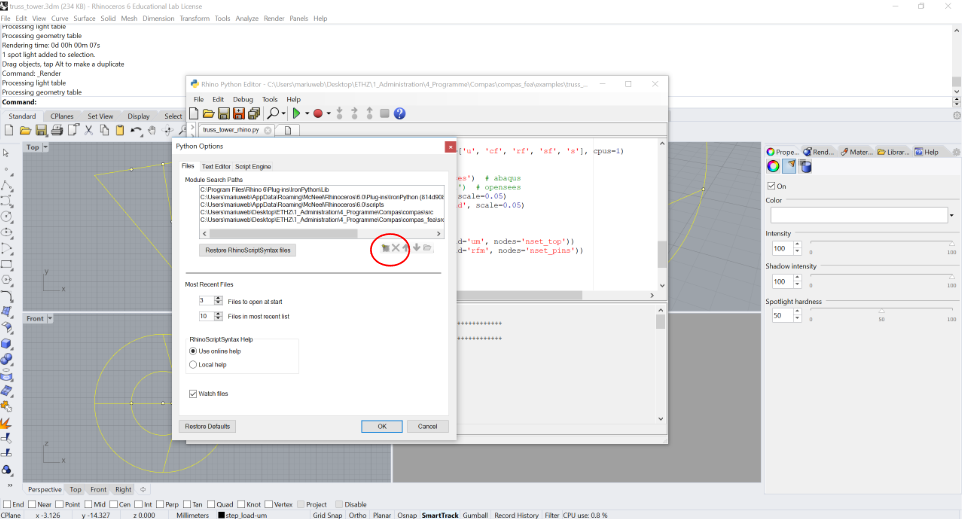 truss_tower.3dm (234 KB) - Rhinoceros 6 Educational Lab License
File Edit View Curve Surface Solid Mesh Dimension Transform Tools Analyze Render Panels Help
Processing light table
Processing geometry table
Rendering time: 0d 00h 00m 07s
1 spot light added to selection.
Drag objects, tap Alt to make a duplicate
Command: _Render
Processing light table
Processing geometry table
Command:
Standard CPlanes Set View Display Select
Rhino Python Editor - C:\Users\mariuweb\Desktop\ETHZ\1_Administration\4_Programme\Compas\compas_fea\examples\truss_...
File Edit Debug Tools Help
truss_tower_rhino.py
['u', 'cf', 'rf', 'sf', 's'], cpus=1)
es') # abaqus
') # opensees
scale=0.05)
d', scale=0.05)
d='um', nodes='nset_top'))
d='rfm', nodes='nset_pins'))
++++++++++++
++++++++++++
Python Options
Files Text Editor Script Engine
Module Search Paths
C:\Program Files\Rhino 6\Plug-ins\IronPython\Lib
C:\Users\mariuweb\AppData\Roaming\McNeel\Rhinoceros\6.0\Plug-ins\IronPython (814d908
C:\Users\mariuweb\AppData\Roaming\McNeel\Rhinoceros\6.0\scripts
C:\Users\mariuweb\Desktop\ETHZ\1_Administration\4_Programme\Compas\compas\src
C:\Users\mariuweb\Desktop\ETHZ\1_Administration\4_Programme\Compas\compas_fea\src
Restore RhinoScriptSyntax files
Most Recent Files
3 Files to open at start
10 Files in most recent list
RhinoScriptSyntax Help
Use online help
Local help
Watch files
Restore Defaults OK Cancel
Top
y
x
Front
z
x
Prope... Rend... Mater... Librar... Help
On
Color
Intensity
100 0 100
Shadow intensity
100 0 100
Spotlight hardness
50 0 50 100
Perspective Top Front Right
End Near Point Mid Cen Int Perp Tan Quad Knot Vertex Project Disable
CPlane x -3.126 y -14.327 z 0.000 Millimeters step_load-um Grid Snap Ortho Planar Osnap SmartTrack Gumball Record History Filter CPU use: 0.8 %